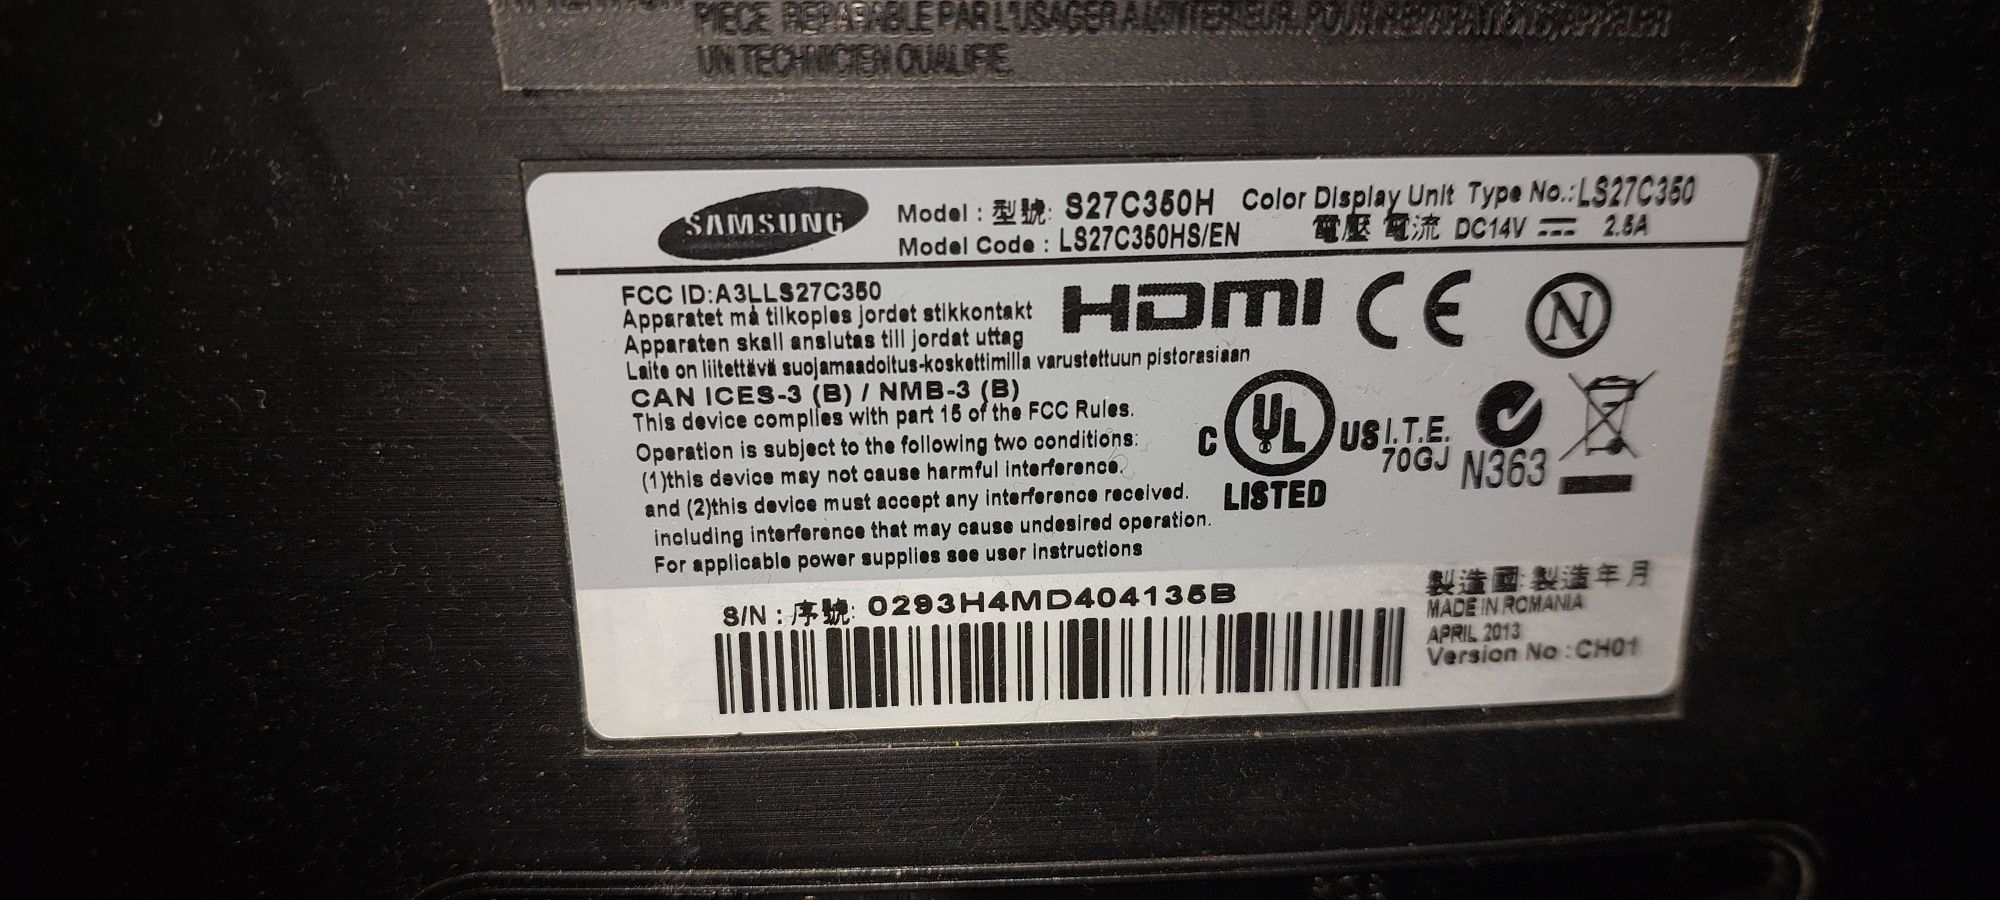 PIECE REPARABLE PAR L'USAGER A L'INTERIEUR. POUR REPARATIONS, APPELER
UN TECHNICIEN QUALIFIE.
SAMSUNG
Model : 型號: S27C350H Color Display Unit Type No.:LS27C350
Model Code : LS27C350HS/EN 電壓 電流 DC14V 2.5A
FCC ID:A3LLS27C350
Apparatet må tilkoples jordet stikkontakt
Apparaten skall anslutas till jordat uttag
Laite on liitettävä suojamaadoitus-koskettimilla varustettuun pistorasiaan
HDMI CE N
CAN ICES-3 (B) / NMB-3 (B)
This device complies with part 15 of the FCC Rules.
Operation is subject to the following two conditions:
(1)this device may not cause harmful interference.
and (2)this device must accept any interference received.
including interference that may cause undesired operation.
For applicable power supplies see user instructions
C UL US LISTED
I.T.E.
70GJ
N363
S/N : 序號: 0293H4MD404135B
製造國: 製造年月
MADE IN ROMANIA
APRIL 2013
Version No :CH01